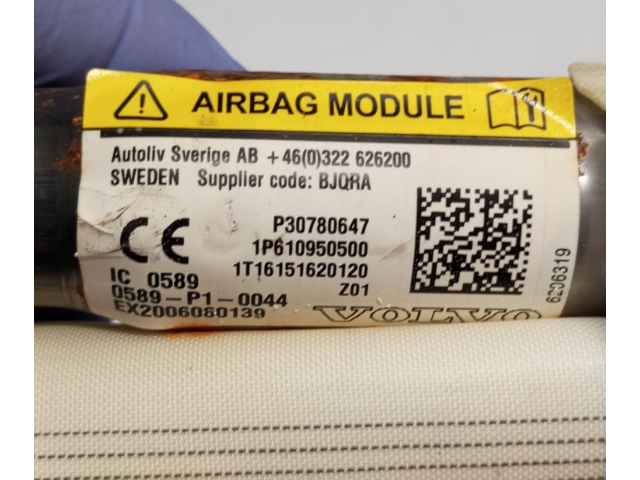 AIRBAG MODULE
Autoliv Sverige AB +46(0)322 626200
SWEDEN Supplier code: BJQRA
P30780647
1P610950500
1T16151620120
Z01
CE
IC 0589
0589-P1-0044
EX2006080139
VOLVO
6206319